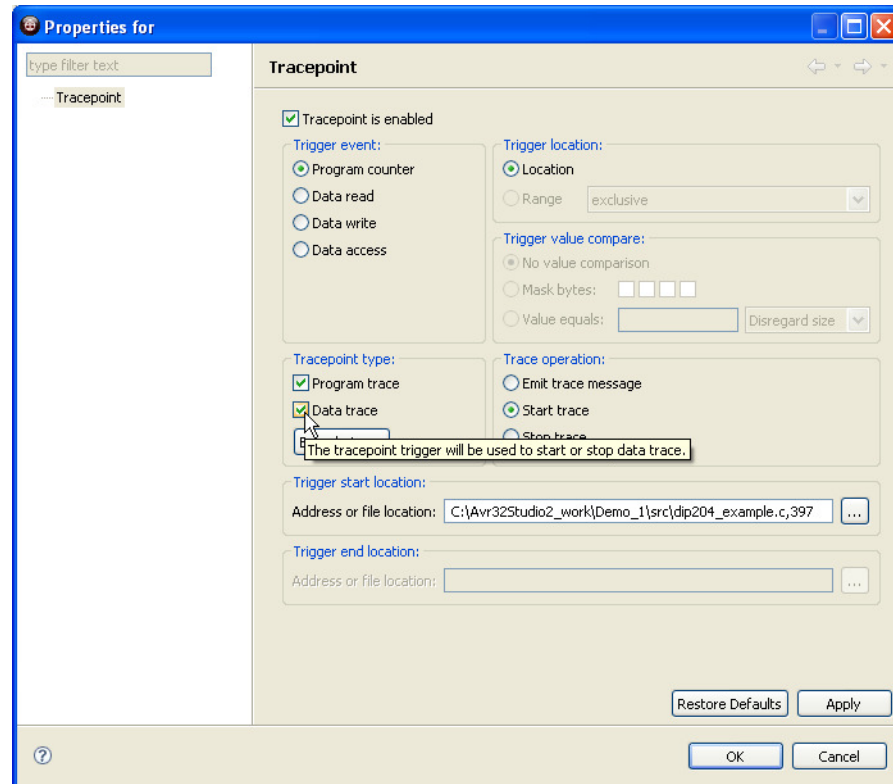 Properties for
type filter text
Tracepoint
Tracepoint
Tracepoint is enabled
Trigger event:
Program counter
Data read
Data write
Data access
Trigger location:
Location
Range exclusive
Trigger value compare:
No value comparison
Mask bytes:
Value equals: Disregard size
Tracepoint type:
Program trace
Data trace
Trace operation:
Emit trace message
Start trace
Stop trace
The tracepoint trigger will be used to start or stop data trace.
Trigger start location:
Address or file location: C:\Avr32Studio2_work\Demo_1\src\dip204_example.c,397 ...
Trigger end location:
Address or file location: ...
Restore Defaults Apply
? OK Cancel